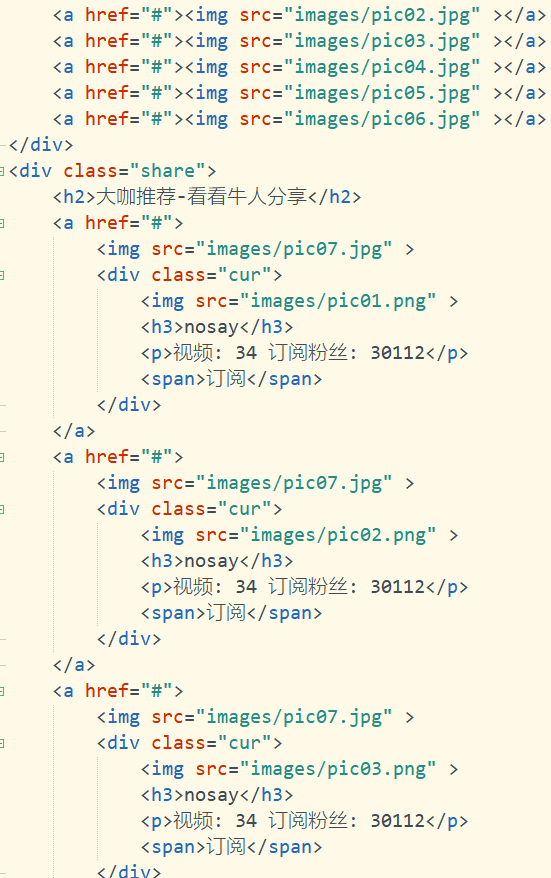 <a href="#"><img src="images/pic02.jpg" ></a>
<a href="#"><img src="images/pic03.jpg" ></a>
<a href="#"><img src="images/pic04.jpg" ></a>
<a href="#"><img src="images/pic05.jpg" ></a>
<a href="#"><img src="images/pic06.jpg" ></a>
</div>
<div class="share">
<h2>大咖推荐-看看牛人分享</h2>
<a href="#">
<img src="images/pic07.jpg" >
<div class="cur">
<img src="images/pic01.png" >
<h3>nosay</h3>
<p>视频: 34 订阅粉丝: 30112</p>
<span>订阅</span>
</div>
</a>
<a href="#">
<img src="images/pic07.jpg" >
<div class="cur">
<img src="images/pic02.png" >
<h3>nosay</h3>
<p>视频: 34 订阅粉丝: 30112</p>
<span>订阅</span>
</div>
</a>
<a href="#">
<img src="images/pic07.jpg" >
<div class="cur">
<img src="images/pic03.png" >
<h3>nosay</h3>
<p>视频: 34 订阅粉丝: 30112</p>
<span>订阅</span>
</div>